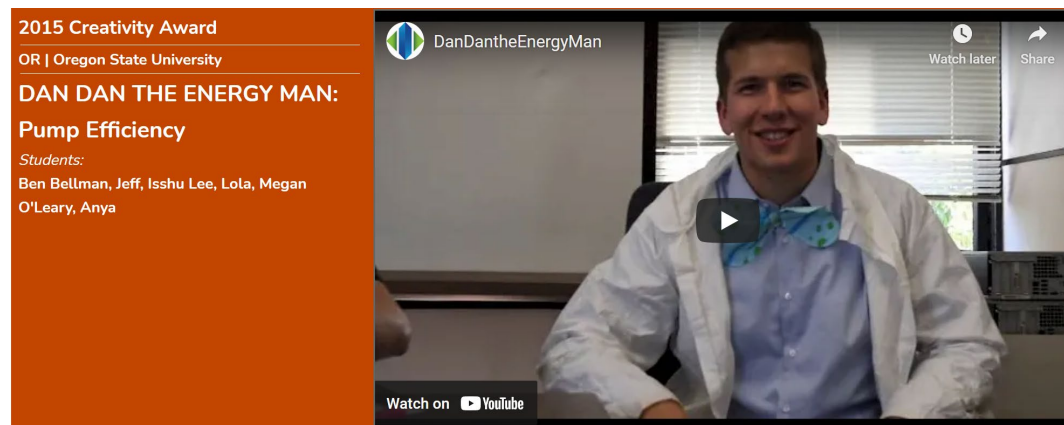 2015 Creativity Award
OR | Oregon State University
DAN DAN THE ENERGY MAN:
Pump Efficiency
Students:
Ben Bellman, Jeff, Isshu Lee, Lola, Megan
O'Leary, Anya
DanDantheEnergyMan
Watch later
Share
Watch on YouTube